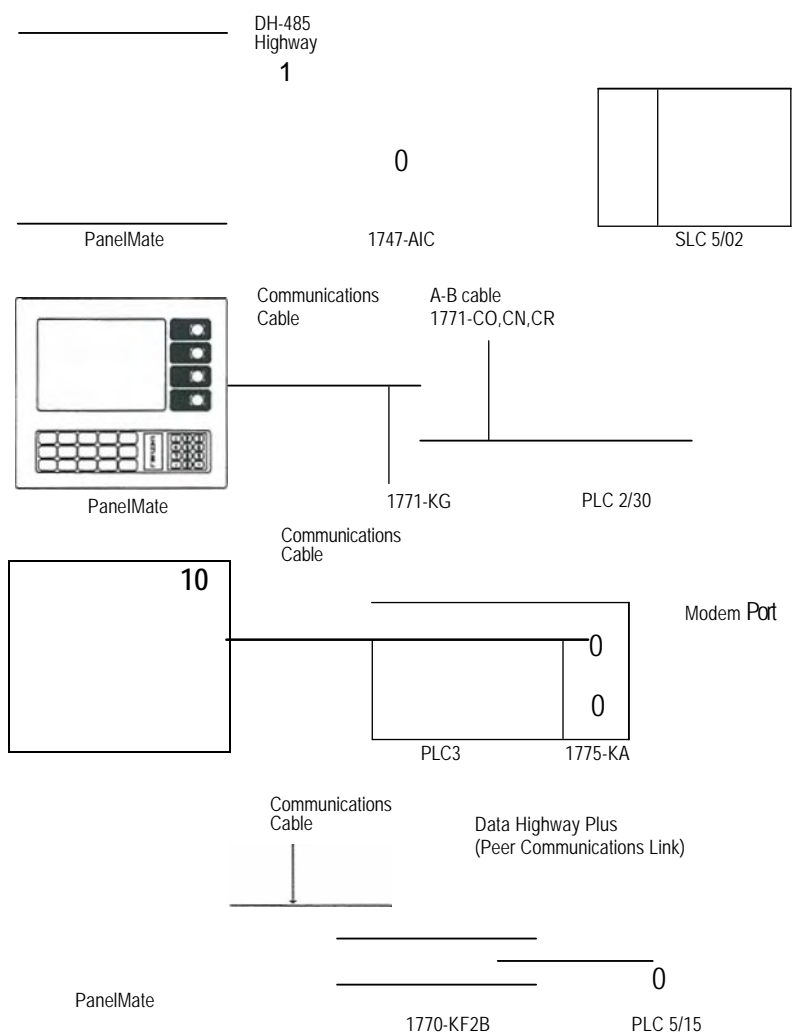 DH-485
Highway
1
0
PanelMate
1747-AIC
SLC 5/02
Communications
Cable
A-B cable
1771-CO,CN,CR
PanelMate
1771-KG
PLC 2/30
Communications
Cable
10
Modem Port
0
0
PLC3
1775-KA
Communications
Cable
Data Highway Plus
(Peer Communications Link)
0
PanelMate
1770-KF2B
PLC 5/15